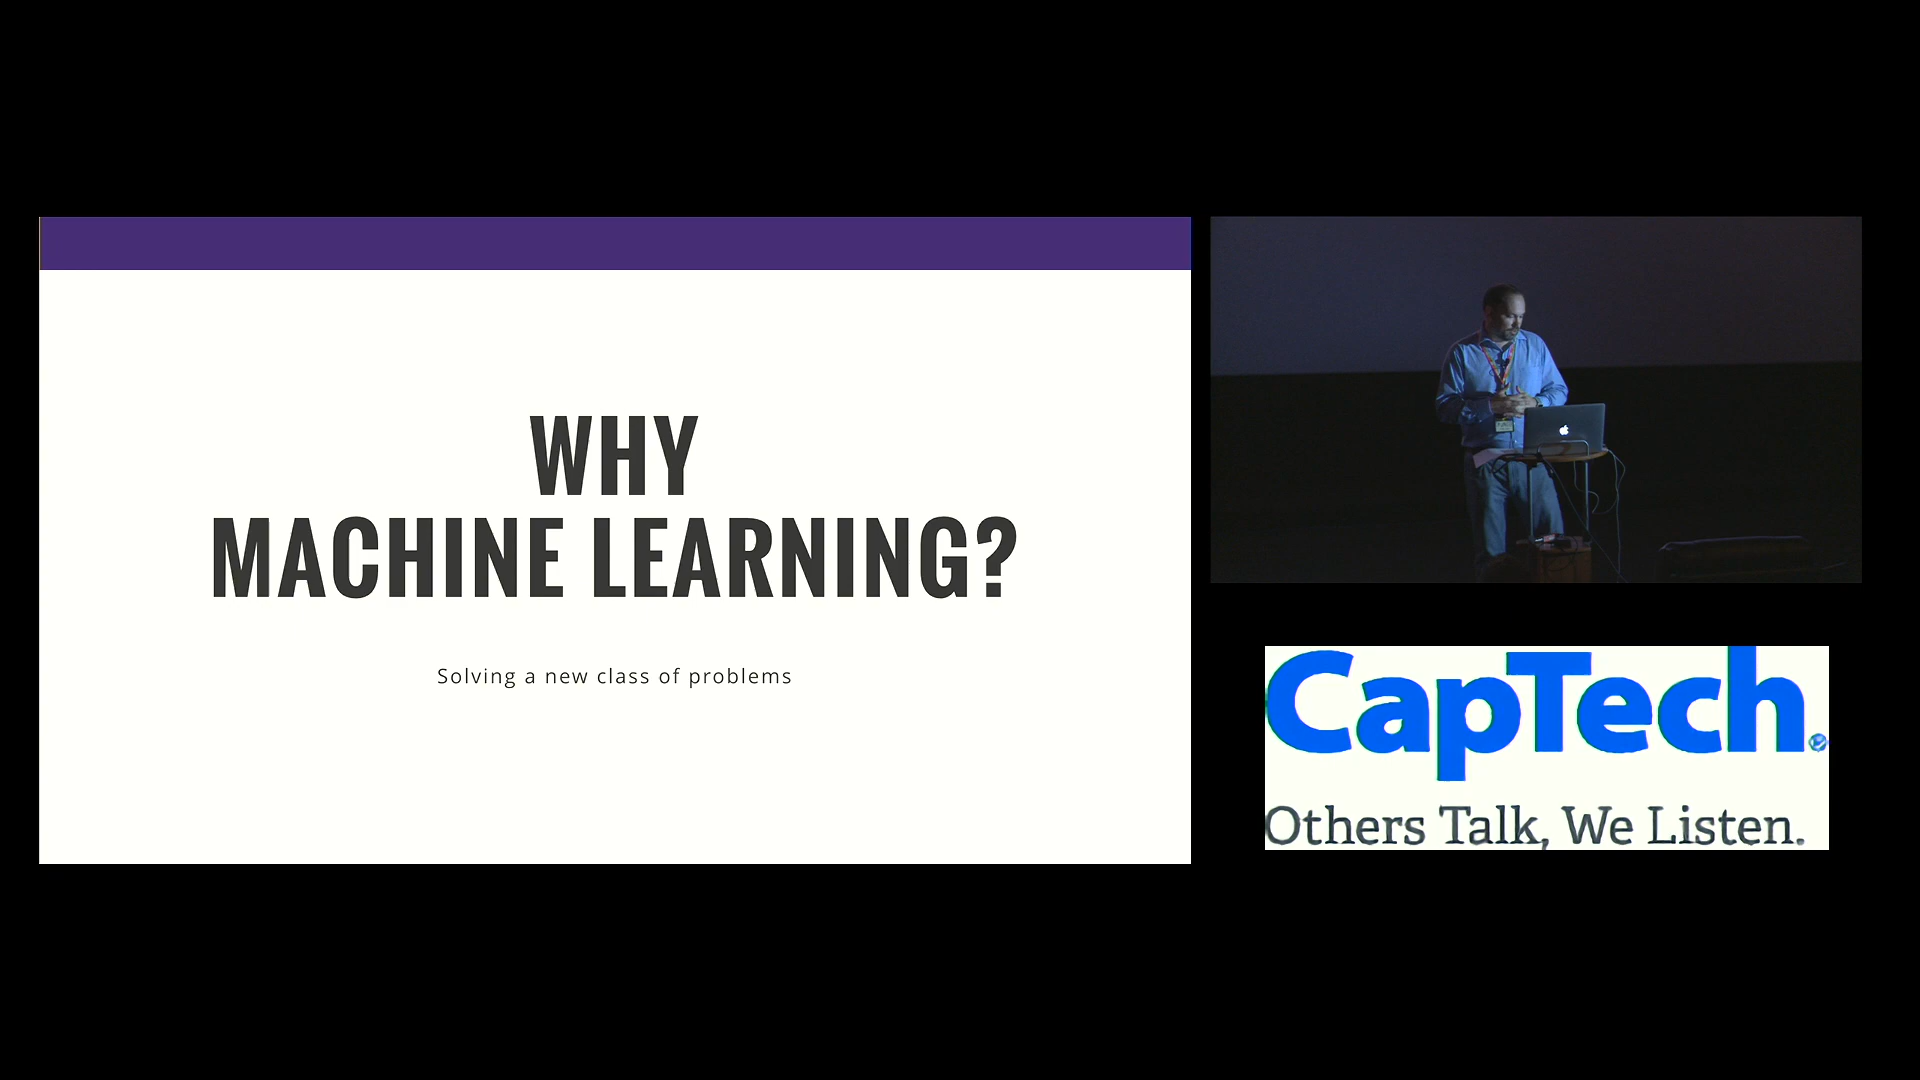 WHY
MACHINE LEARNING?
Solving a new class of problems
CapTech.
Others Talk, We Listen.